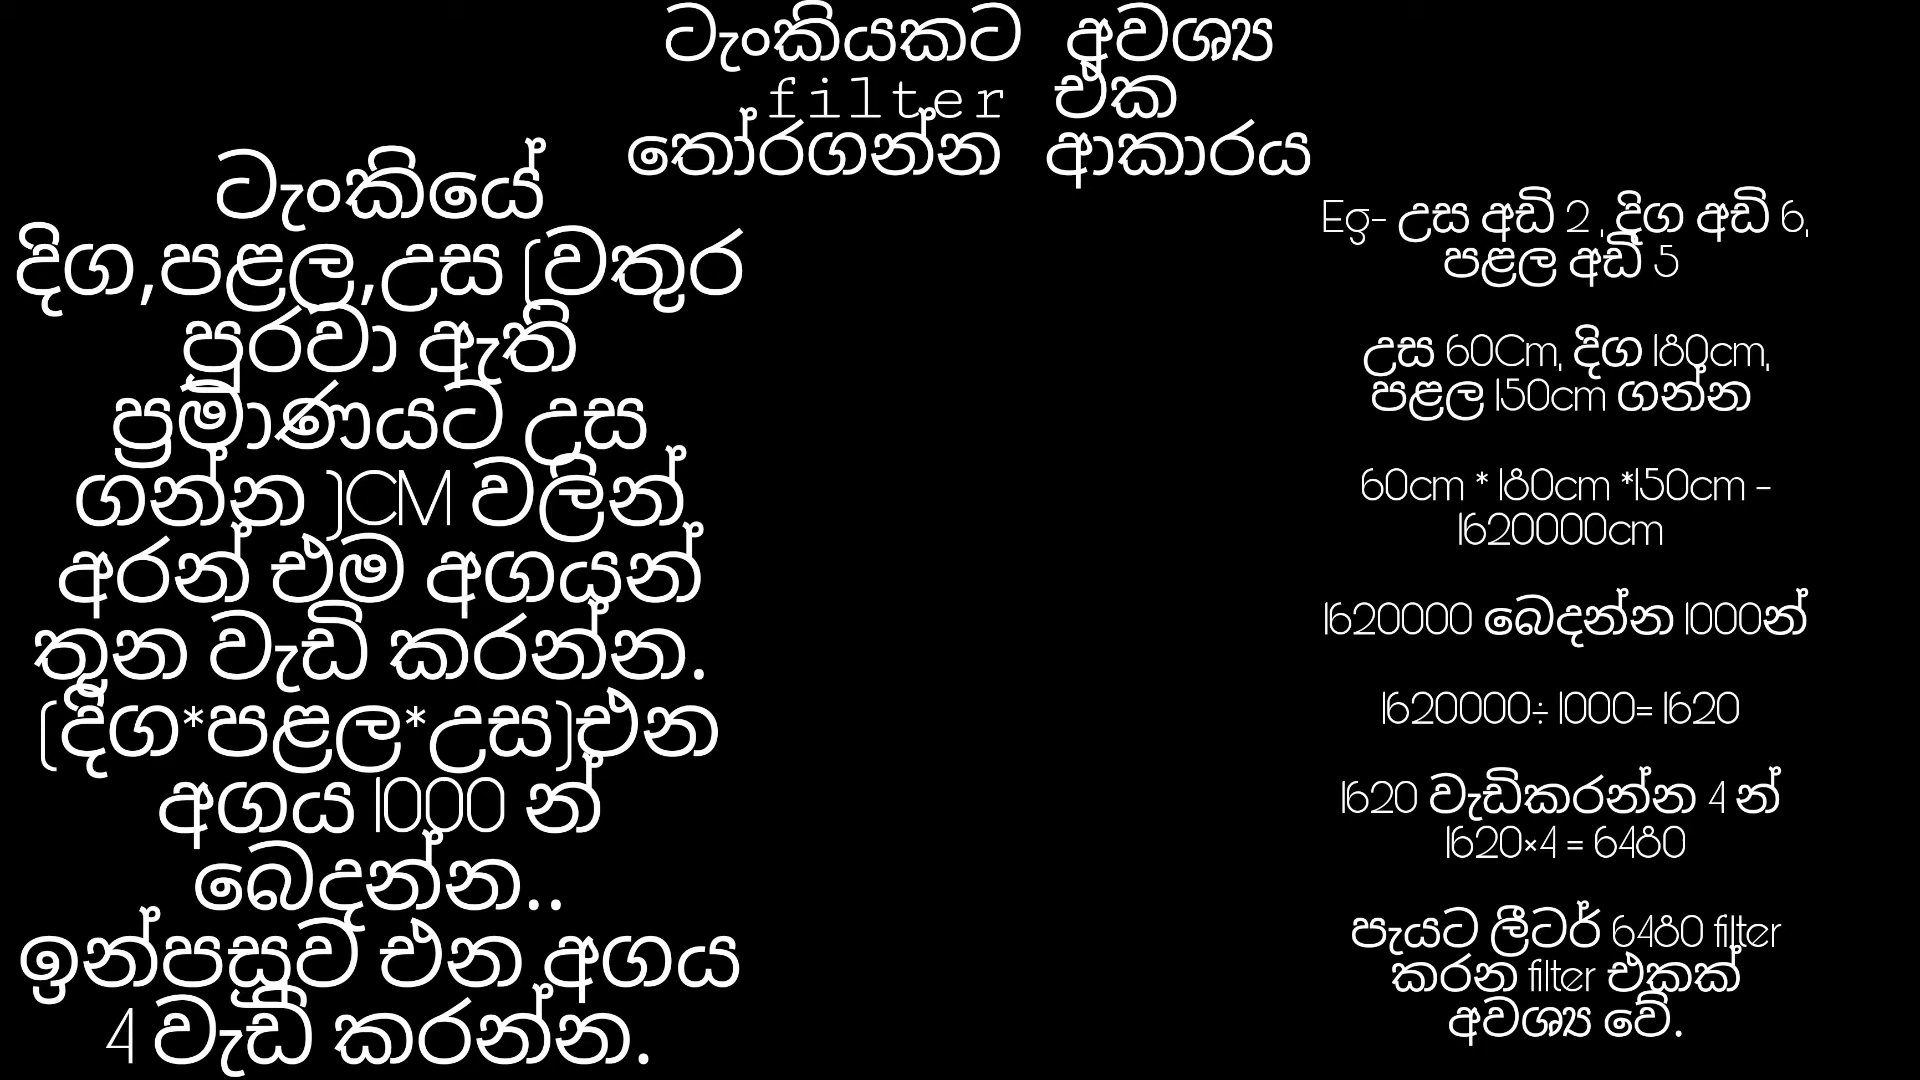 ටැංකියකට අවශ්‍ය
filter එක
තෝරගන්න ආකාරය
ටැංකියේ
දිග,පළල,උස (වතුර
පුරවා ඇති
ප්‍රමාණයට උස
ගන්න )CM වලින්
අරන් එම අගයන්
තුන වැඩි කරන්න.
(දිග*පළල*උස)එන
අගය 1000 න්
බෙදන්න..
ඉන්පසුව එන අගය
4 වැඩි කරන්න.
Eg- උස අඩි 2 , දිග අඩි 6,
පළල අඩි 5
උස 60Cm, දිග 180cm,
පළල 150cm ගන්න
60cm * 180cm *150cm -
1620000cm
1620000 බෙදන්න 1000න්
1620000÷ 1000= 1620
1620 වැඩිකරන්න 4 න්
1620×4 = 6480
පැයට ලීටර් 6480 filter
කරන filter එකක්
අවශ්‍ය වේ.